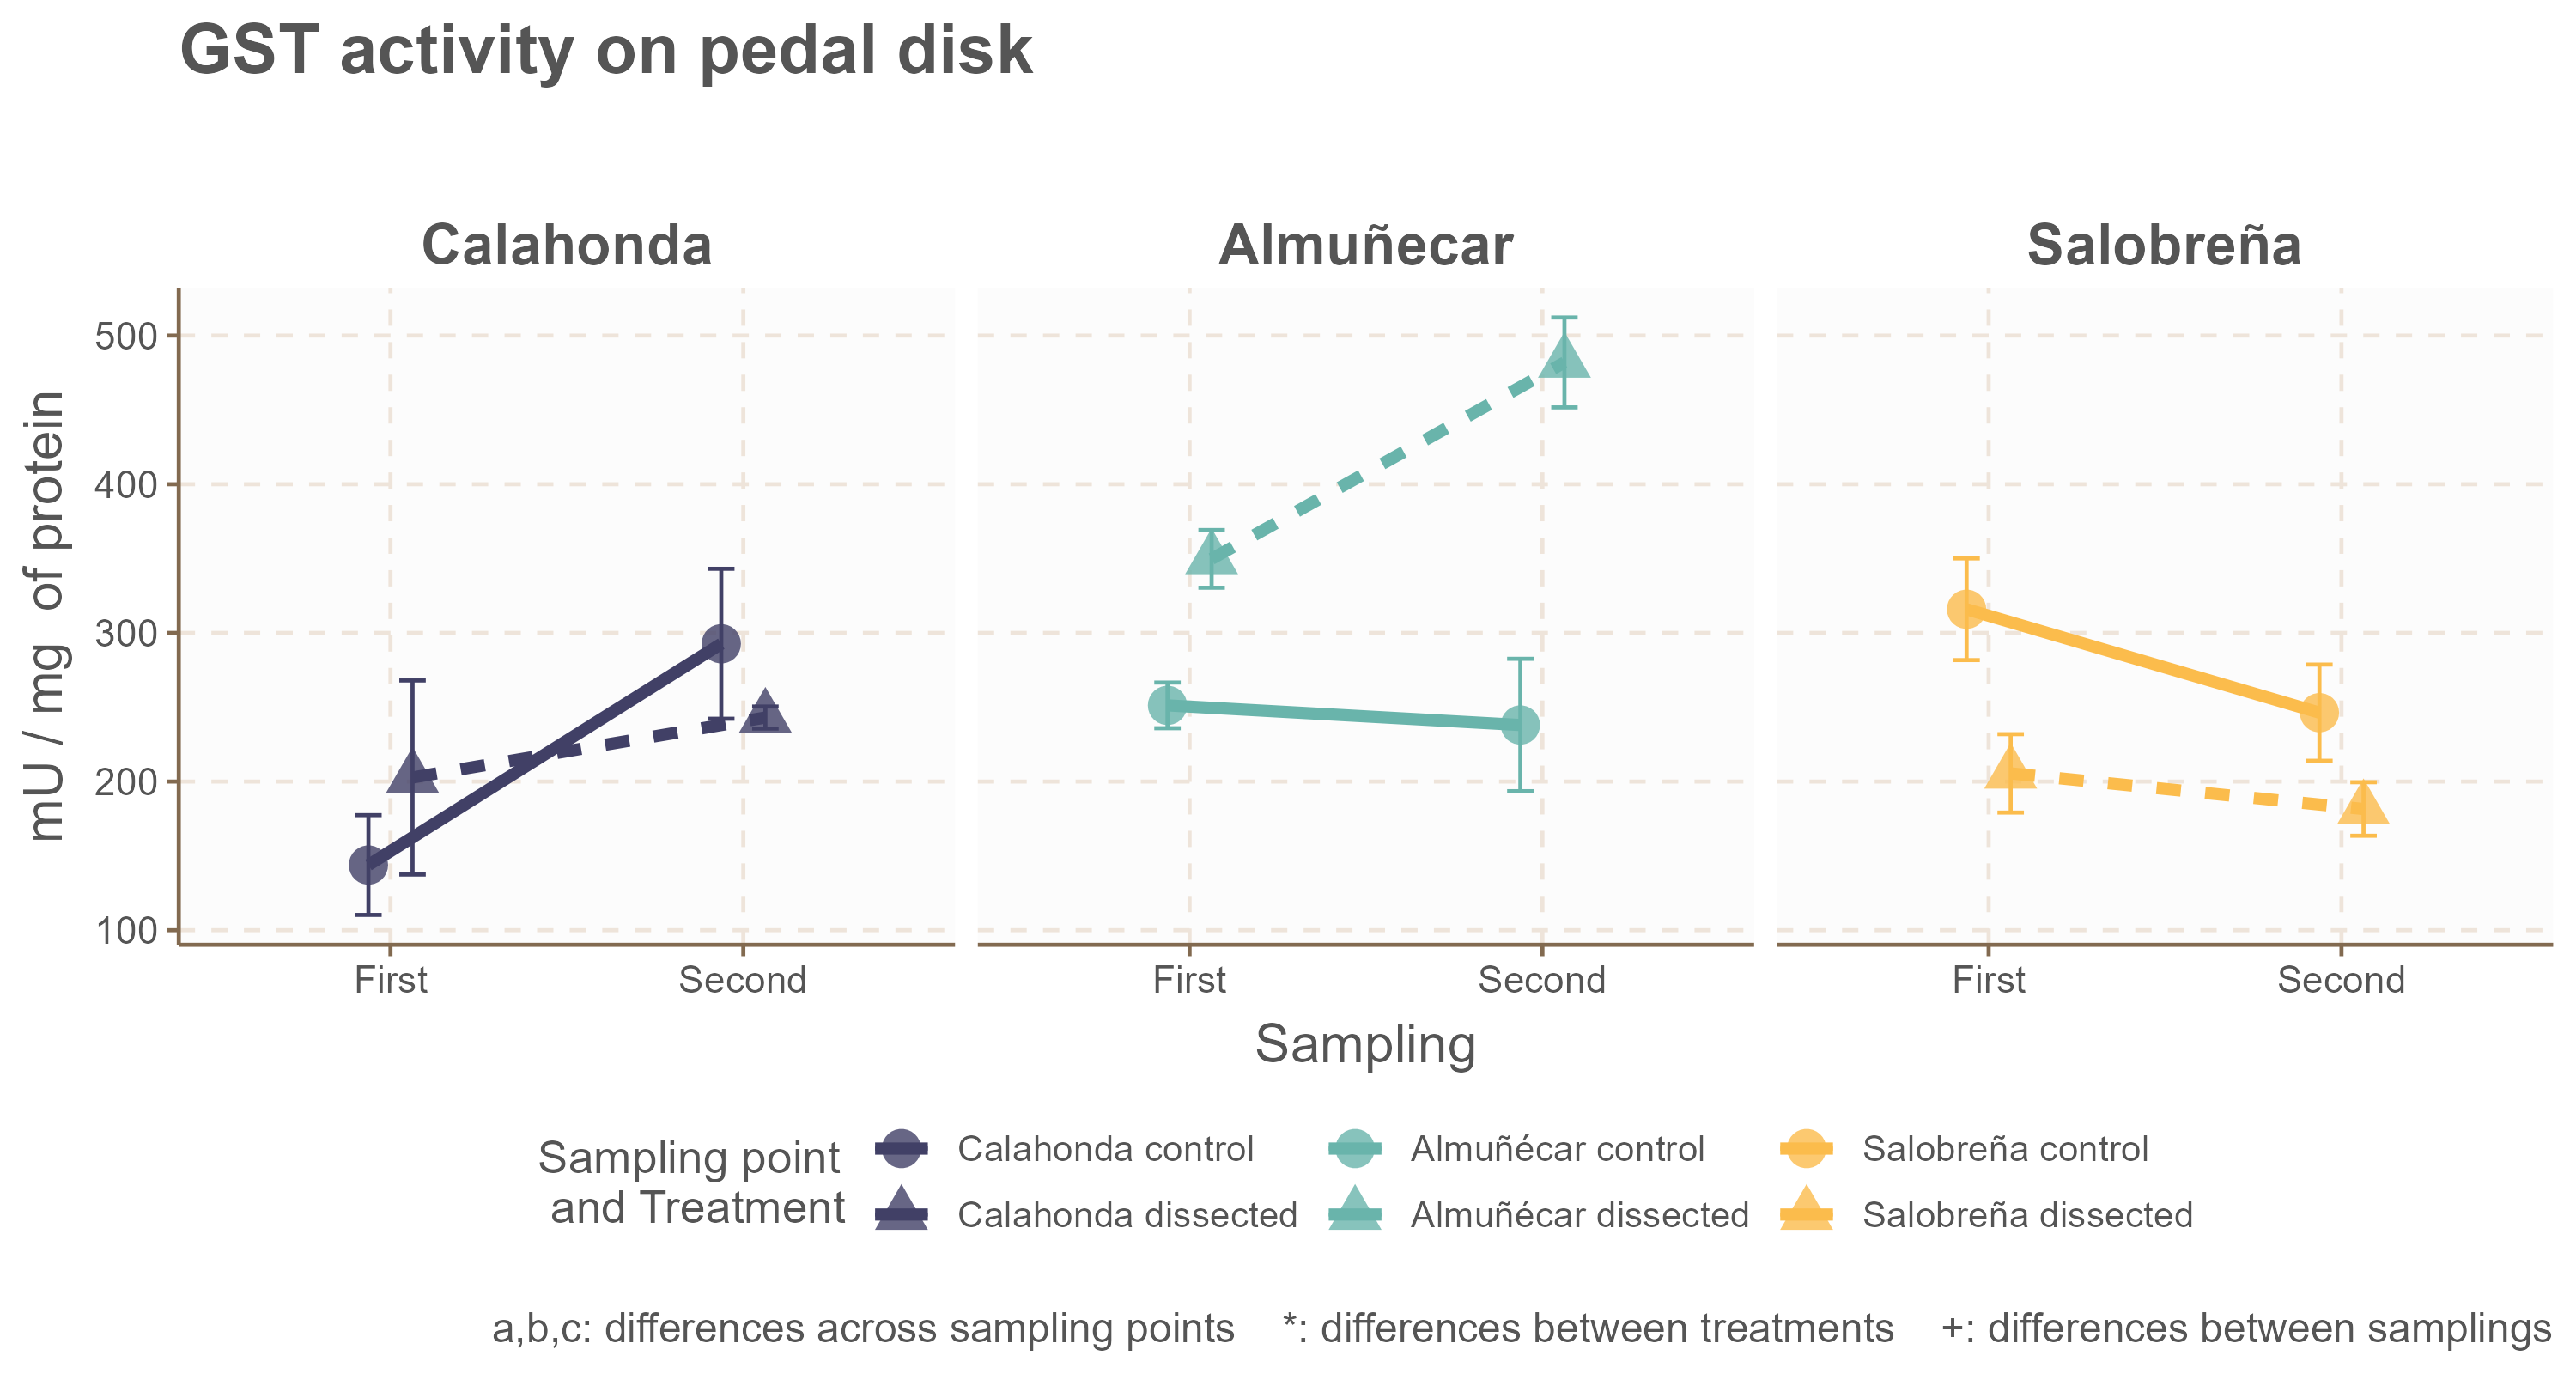 GST activity on pedal disk
Calahonda
Almuñecar
Salobreña
mU / mg of protein
500
400
300
200
100
First
Second
First
Second
First
Second
Sampling
Sampling point
and Treatment
Calahonda control
Almuñécar control
Salobreña control
Calahonda dissected
Almuñécar dissected
Salobreña dissected
a,b,c: differences across sampling points *: differences between treatments +: differences between samplings